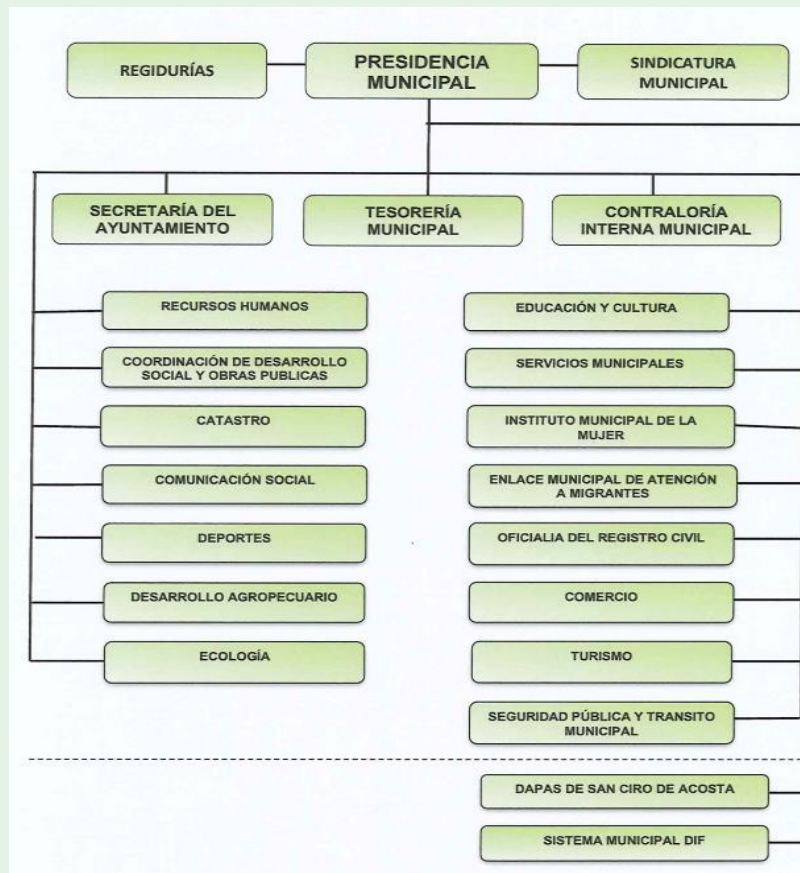 REGIDURÍAS
PRESIDENCIA
MUNICIPAL
SINDICATURA
MUNICIPAL
SECRETARÍA DEL
AYUNTAMIENTO
TESORERÍA
MUNICIPAL
CONTRALORÍA
INTERNA MUNICIPAL
RECURSOS HUMANOS
COORDINACIÓN DE DESARROLLO
SOCIAL Y OBRAS PUBLICAS
CATASTRO
COMUNICACIÓN SOCIAL
DEPORTES
DESARROLLO AGROPECUARIO
ECOLOGÍA
EDUCACIÓN Y CULTURA
SERVICIOS MUNICIPALES
INSTITUTO MUNICIPAL DE LA
MUJER
ENLACE MUNICIPAL DE ATENCIÓN
A MIGRANTES
OFICIALIA DEL REGISTRO CIVIL
COMERCIO
TURISMO
SEGURIDAD PÚBLICA Y TRANSITO
MUNICIPAL
DAPAS DE SAN CIRO DE ACOSTA
SISTEMA MUNICIPAL DIF